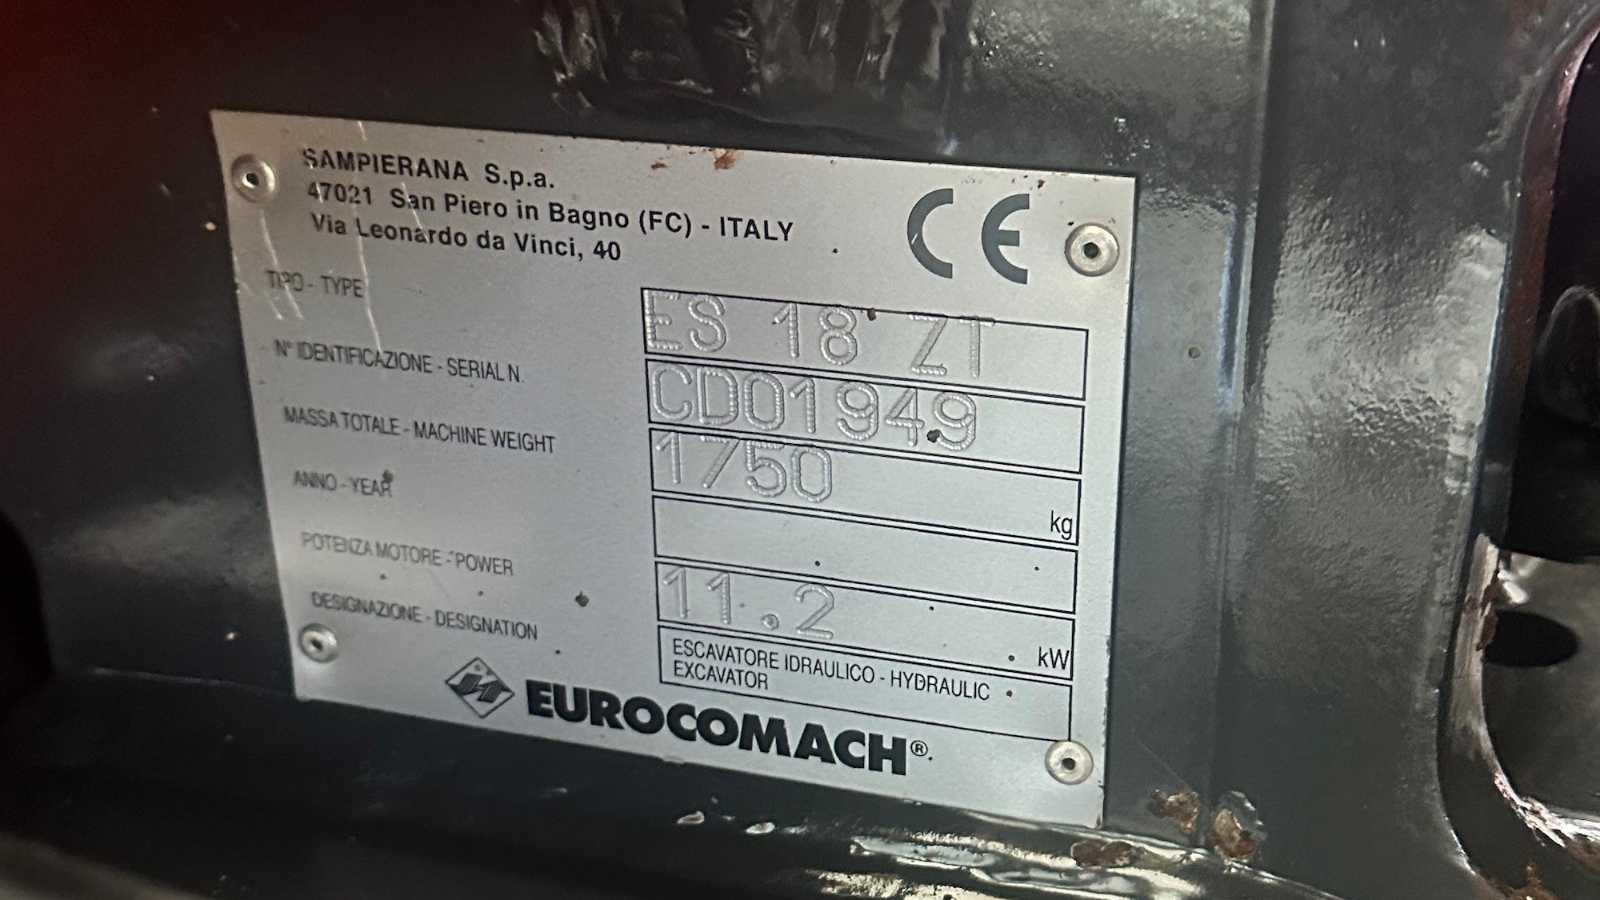 SAMPIERANA S.p.a.
47021 San Piero in Bagno (FC) - ITALY
Via Leonardo da Vinci, 40
CE
TIPO - TYPE ES 18 ZT
N° IDENTIFICAZIONE - SERIAL N. CD01949
MASSA TOTALE - MACHINE WEIGHT 1750 kg
ANNO - YEAR
POTENZA MOTORE - POWER 11.2 kW
DESIGNAZIONE - DESIGNATION ESCAVATORE IDRAULICO - HYDRAULIC
EXCAVATOR
EUROCOMACH®